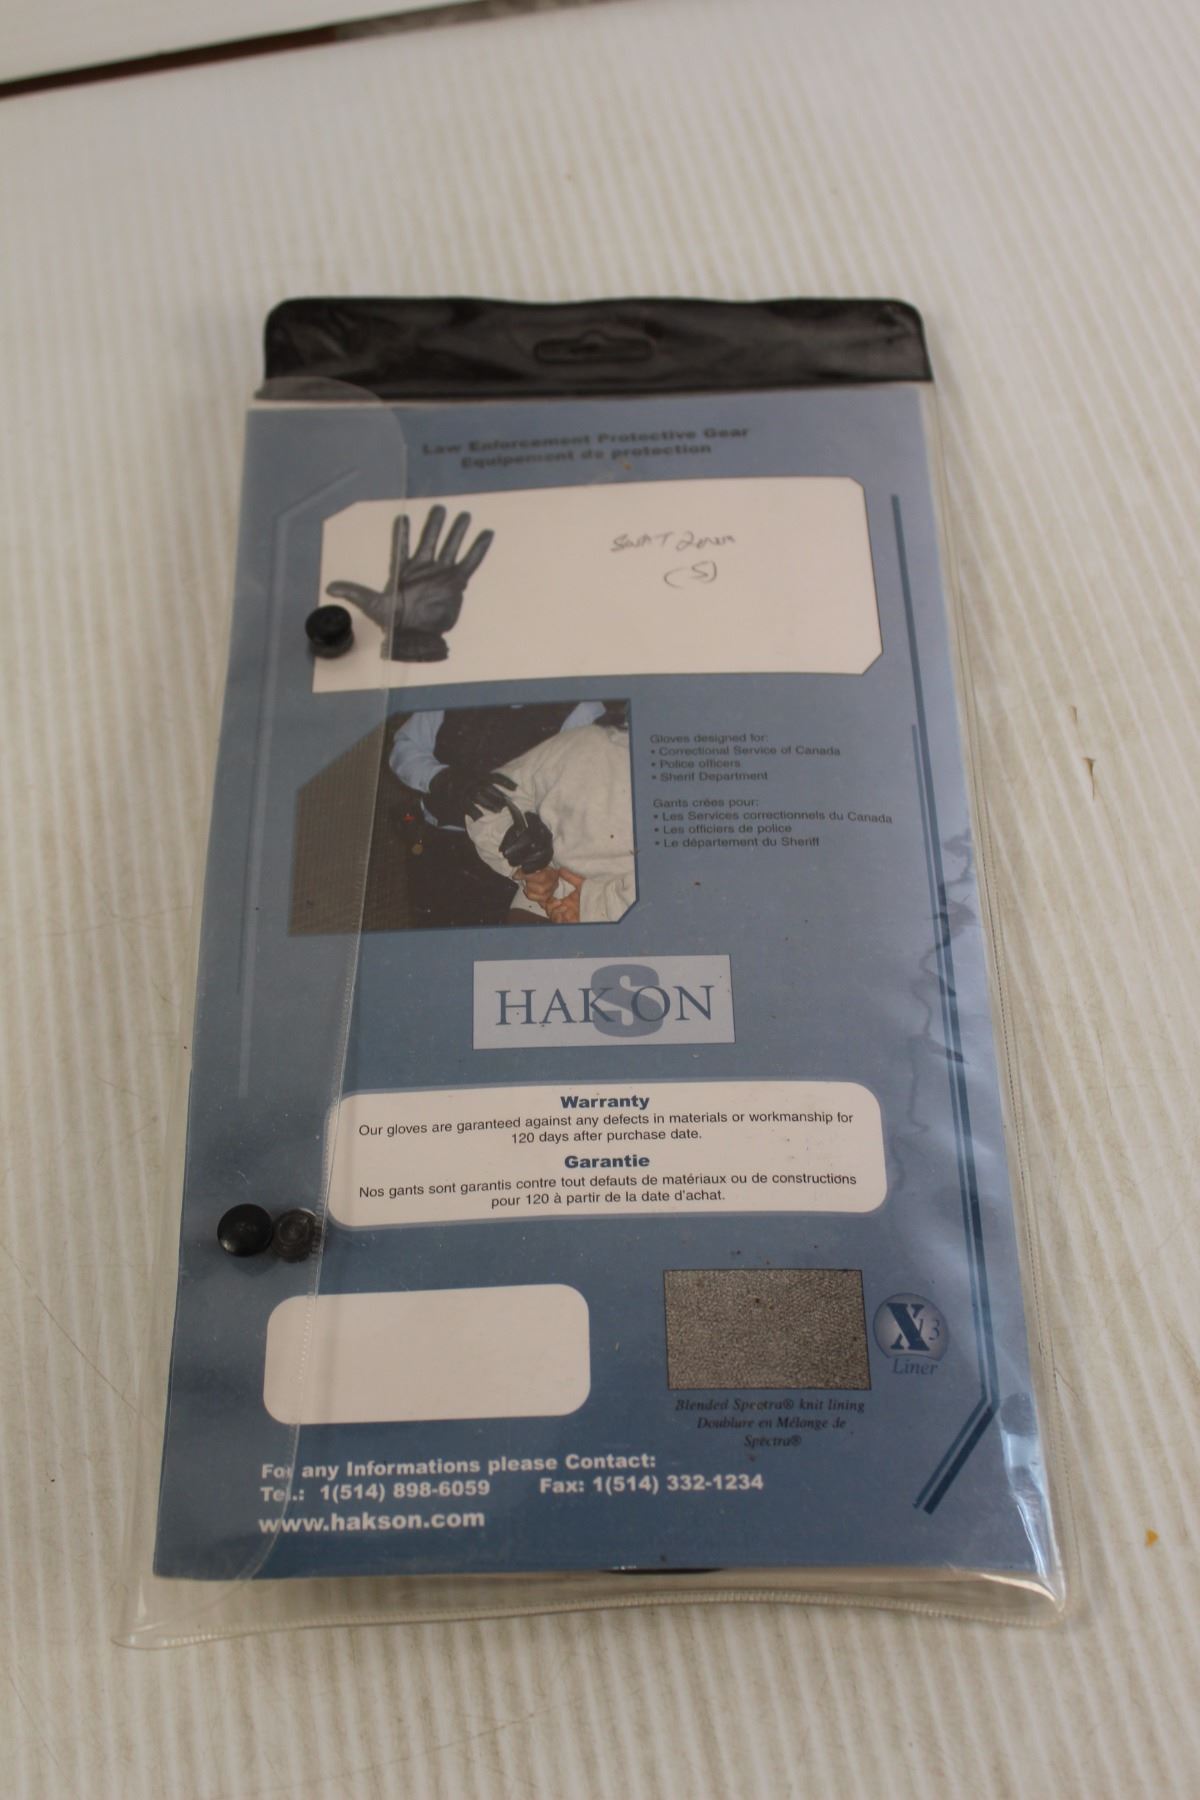 Law Enforcement Protective Gear
Equipement de protection
SWAT
(S)
Gloves designed for:
• Correctional Service of Canada
• Police officers
• Sherif Department
Gants crées pour:
• Les Services correctionnels du Canada
• Les officiers de police
• Le département du Sheriff
HAKSON
Warranty
Our gloves are garanteed against any defects in materials or workmanship for
120 days after purchase date.
Garantie
Nos gants sont garantis contre tout defauts de matériaux ou de constructions
pour 120 à partir de la date d'achat.
X13
Liner
Blended Spectra® knit lining
Doublure en Mélange de
Spectra®
For any Informations please Contact:
Tel.: 1(514) 898-6059 Fax: 1(514) 332-1234
www.hakson.com